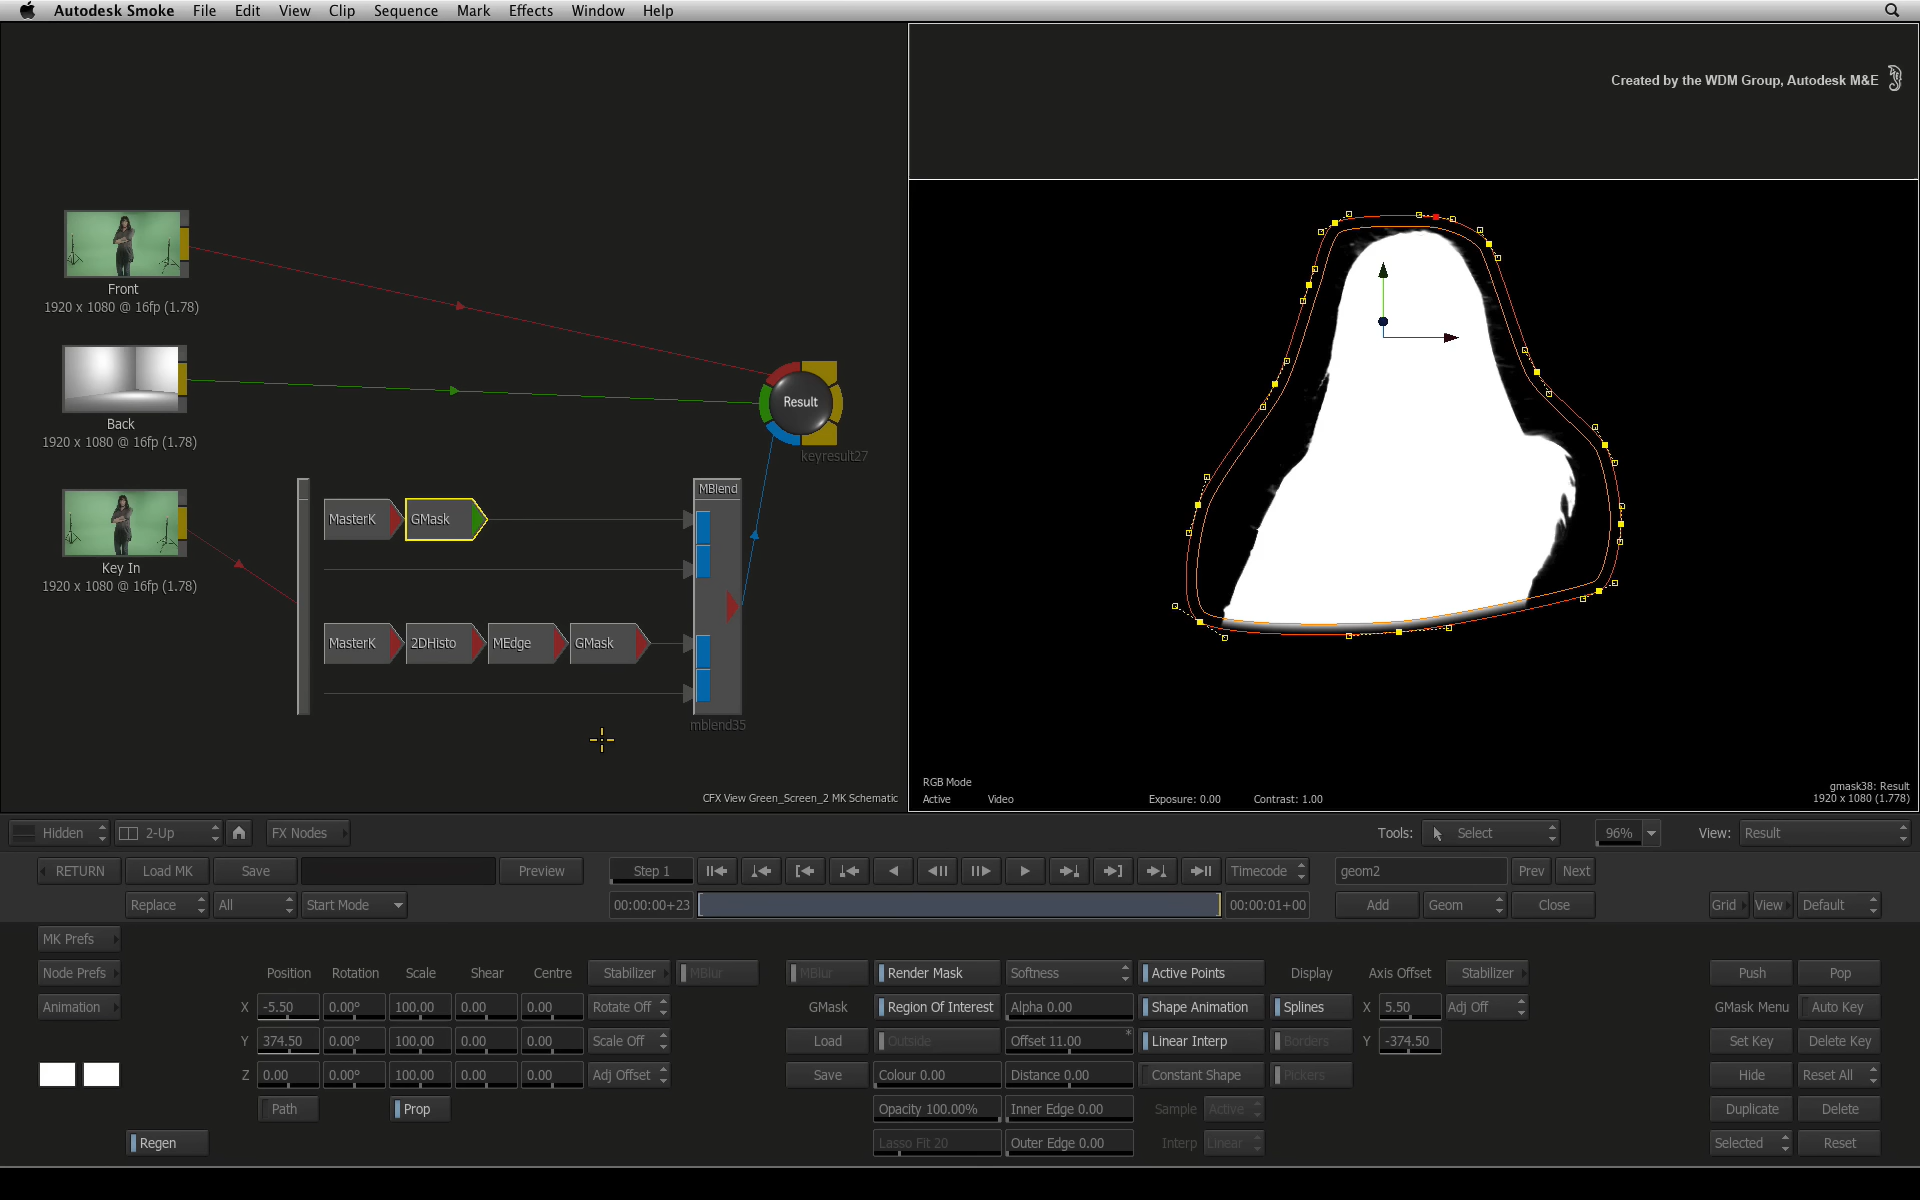 Autodesk Smoke File Edit View Clip Sequence Mark Effects Window Help
Created by the WDM Group, Autodesk M&E
Front
1920 x 1080 @ 16fp (1.78)
Back
1920 x 1080 @ 16fp (1.78)
Key In
1920 x 1080 @ 16fp (1.78)
Result
keyresult27
MBlend
MasterK GMask
MasterK 2DHisto MEdge GMask
mblend35
CFX View Green_Screen_2 MK Schematic
RGB Mode
Active Video Exposure: 0.00 Contrast: 1.00
gmask38: Result
1920 x 1080 (1.778)
Hidden 2-Up FX Nodes Tools: Select 96% View: Result
RETURN Load MK Save Preview Step 1 Timecode geom2 Prev Next
Replace All Start Mode 00:00:00+23 00:00:01+00 Add Geom Close Grid View Default
MK Prefs
Node Prefs Position Rotation Scale Shear Centre Stabilizer MBlur MBlur Render Mask Softness Active Points Display Axis Offset Stabilizer Push Pop
Animation X -5.50 0.00° 100.00 0.00 0.00 Rotate Off GMask Region Of Interest Alpha 0.00 Shape Animation Splines X 5.50 Adj Off GMask Menu Auto Key
Y 374.50 0.00° 100.00 0.00 0.00 Scale Off Load Outside Offset 11.00 * Linear Interp Borders Y -374.50 Set Key Delete Key
Z 0.00 0.00° 100.00 0.00 0.00 Adj Offset Save Colour 0.00 Distance 0.00 Constant Shape Pickers Hide Reset All
Path Prop Opacity 100.00% Inner Edge 0.00 Sample Active Duplicate Delete
Regen Lasso Fit 20 Outer Edge 0.00 Interp Linear Selected Reset